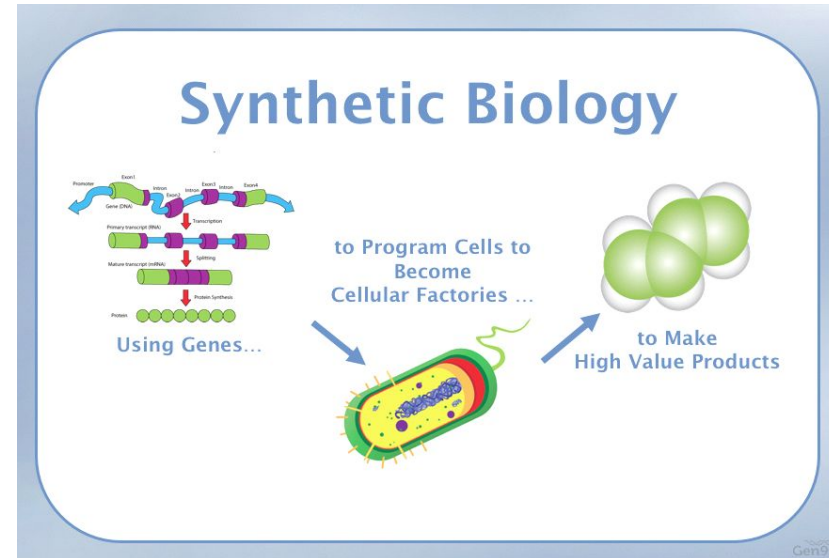 Synthetic Biology
Promoter
Exon1
Intron
Exon2
Intron
Exon3
Intron
Exon4
Gene (DNA)
Transcription
Primary transcript (RNA)
Splitting
Mature transcript (mRNA)
Protein Synthesis
Protein
Using Genes...
to Program Cells to
Become
Cellular Factories ...
to Make
High Value Products
Gen9